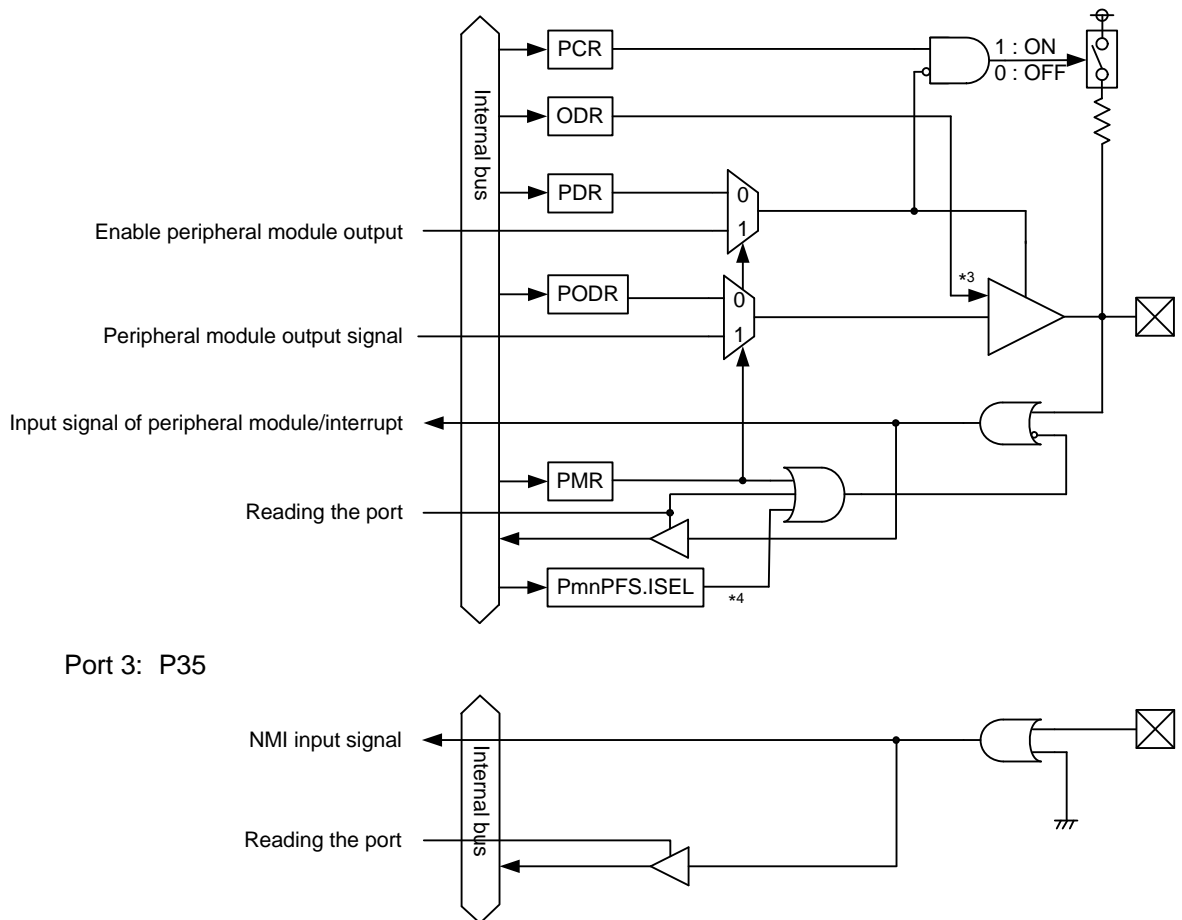 PCR
1 : ON
0 : OFF
ODR
Internal bus
PDR
0
Enable peripheral module output
1
*3
PODR
0
Peripheral module output signal
1
Input signal of peripheral module/interrupt
PMR
Reading the port
PmnPFS.ISEL
*4
Port 3: P35
NMI input signal
Internal bus
Reading the port